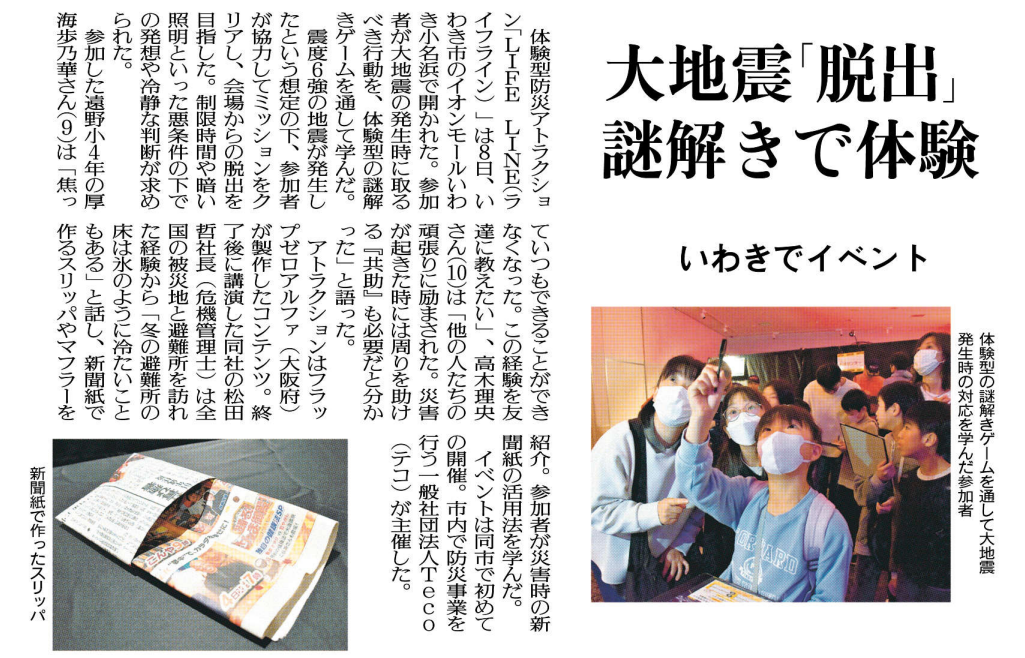 大地震「脱出」
謎解きで体験
いわきでイベント
体験型の謎解きゲームを通して大地震
発生時の対応を学んだ参加者
体験型防災アトラクショ
ン「LIFE LINE(ラ
イフライン)」は8日、い
わき市のイオンモールいわ
き小名浜で開かれた。参加
者が大地震の発生時に取る
べき行動を、体験型の謎解
きゲームを通して学んだ。
震度6強の地震が発生し
たという想定の下、参加者
が協力してミッションをク
リアし、会場からの脱出を
目指した。制限時間や暗い
照明といった悪条件の下で
の発想や冷静な判断が求め
られた。
参加した遠野小4年の厚
海歩乃華さん(9)は「焦っ
ていつもできることができ
なくなった。この経験を友
達に教えたい」、高木理央
さん(10)は「他の人たちの
頑張りに励まされた。災害
が起きた時には周りを助け
る『共助』も必要だと分か
った」と語った。
アトラクションはフラッ
プゼロアルファ(大阪府)
が製作したコンテンツ。終
了後に講演した同社の松田
哲社長(危機管理士)は全
国の被災地と避難所を訪れ
た経験から「冬の避難所の
床は氷のように冷たいこと
もある」と話し、新聞紙で
作るスリッパやマフラーを
紹介。参加者が災害時の新
聞紙の活用法を学んだ。
イベントは同市で初めて
の開催。市内で防災事業を
行う一般社団法人Teco
(テコ)が主催した。
新聞紙で作ったスリッパ